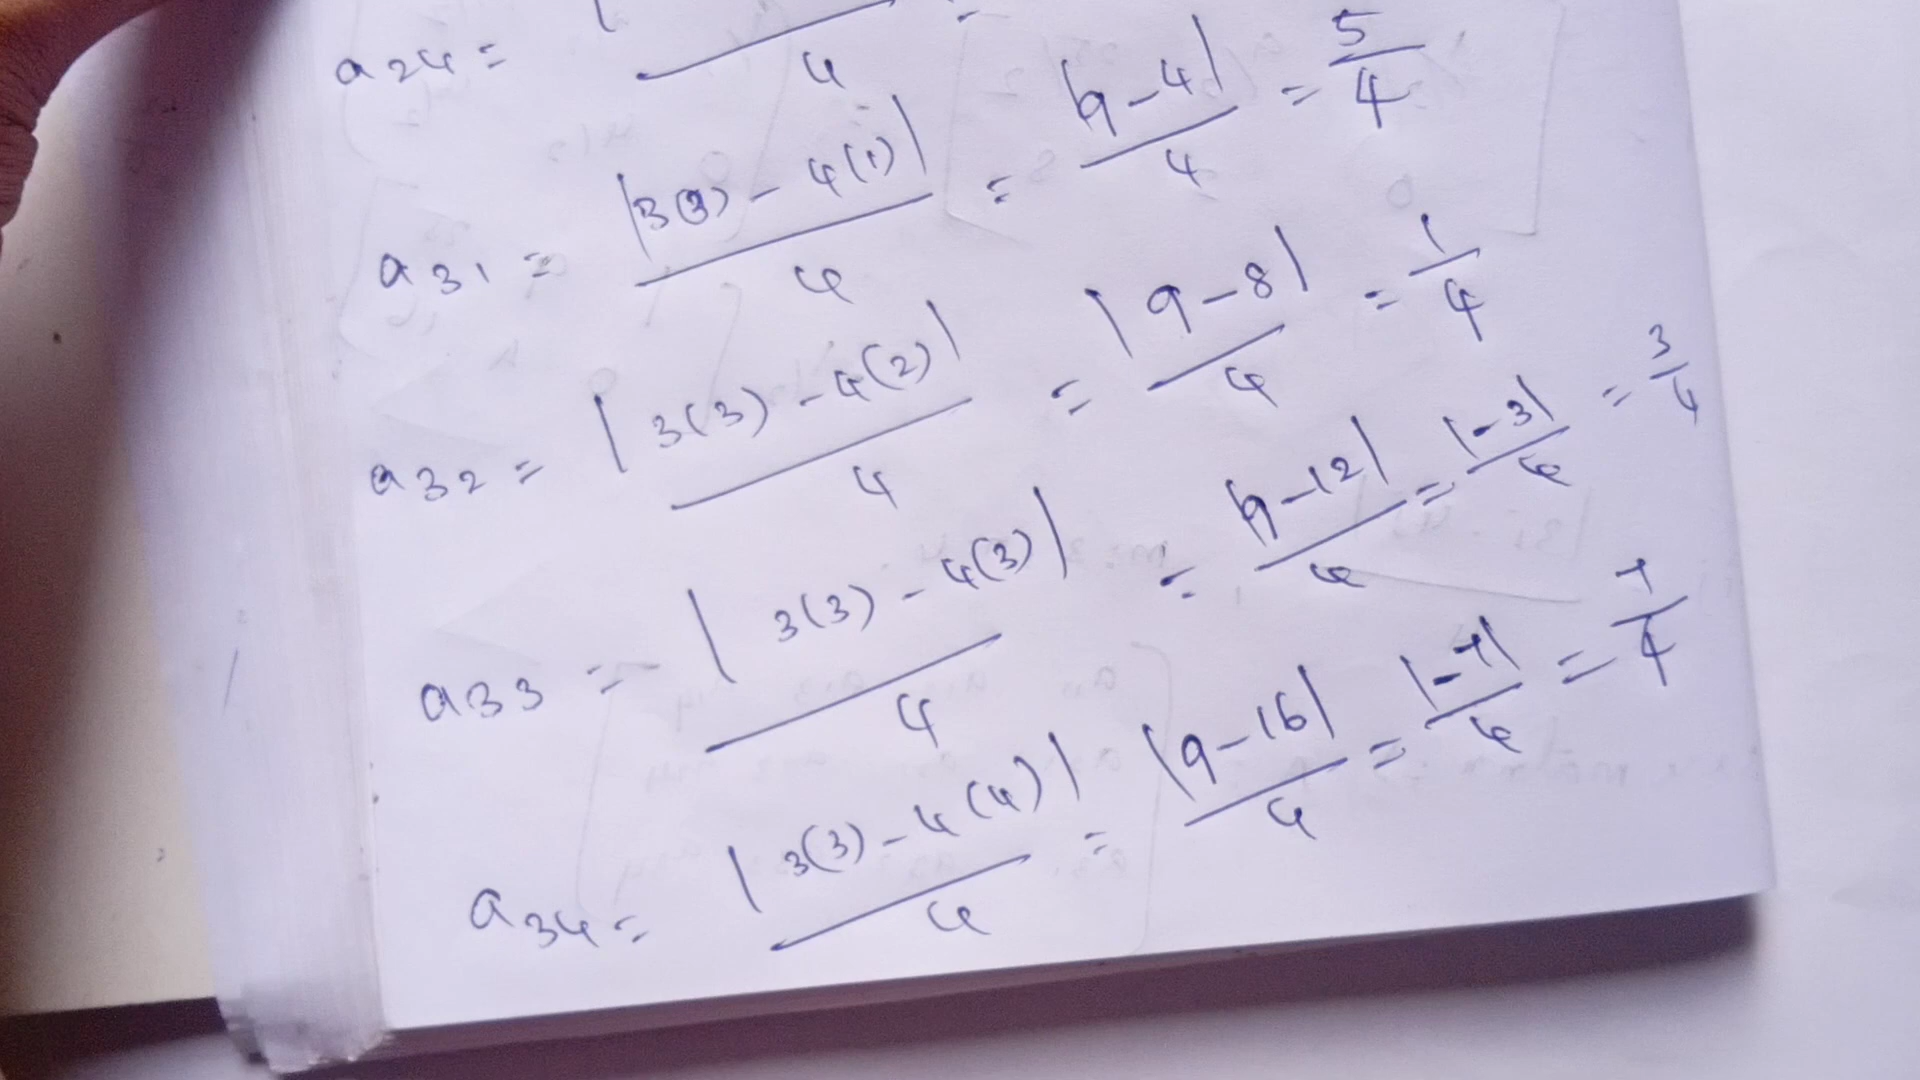 a24 = 4
a31 = |3(3) - 4(1)| / 4 = |9-4| / 4 = 5/4
a32 = |3(3) - 4(2)| / 4 = |9-8| / 4 = 1/4
a33 = |3(3) - 4(3)| / 4 = |9-12| / 4 = |-3| / 4 = 3/4
a34 = |3(3) - 4(4)| / 4 = |9-16| / 4 = |-7| / 4 = 7/4